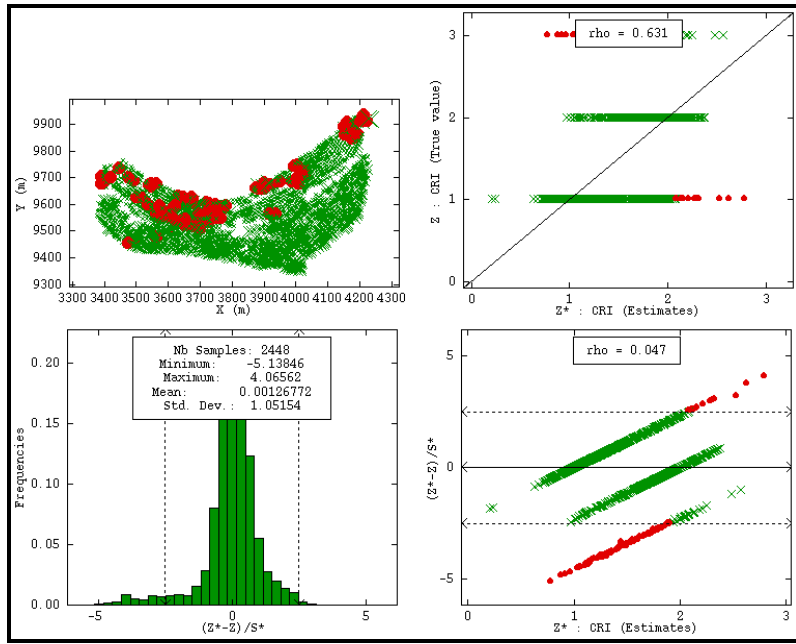 9900
9800
9700
9600
9500
9400
9300
Y (m)
3300 3400 3500 3600 3700 3800 3900 4000 4100 4200 4300
X (m)
rho = 0.631
3
2
1
0
Z : CRI (True value)
0 1 2 3
Z* : CRI (Estimates)
Nb Samples: 2448
Minimum: -5.13846
Maximum: 4.06562
Mean: 0.00126772
Std. Dev.: 1.05154
0.20
0.15
0.10
0.05
0.00
Frequencies
-5 0 5
(Z*-Z)/S*
rho = 0.047
5
0
-5
(Z*-Z)/S*
0 1 2 3
Z* : CRI (Estimates)